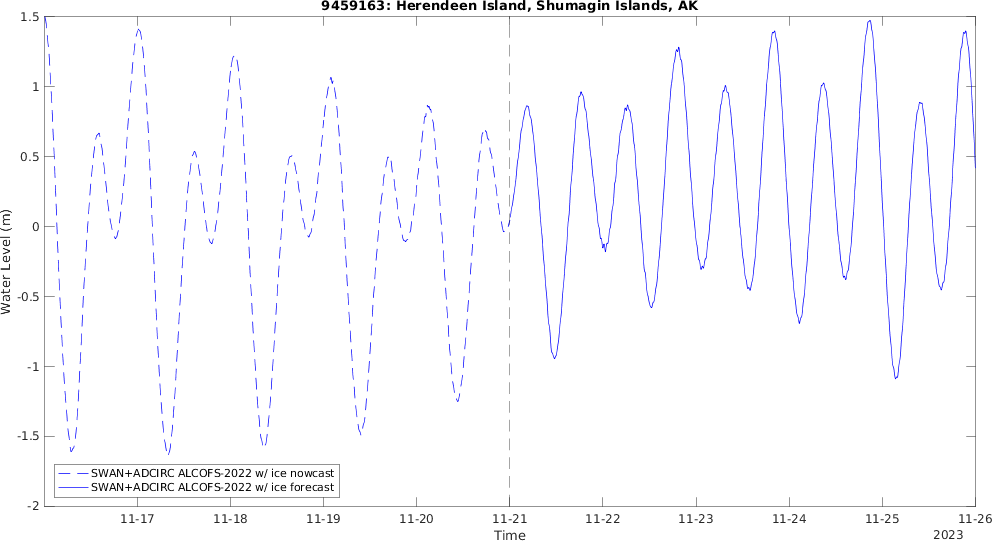 9459163: Herendeen Island, Shumagin Islands, AK
Water Level (m)
1.5
1
0.5
0
-0.5
-1
-1.5
-2
SWAN+ADCIRC ALCOFS-2022 w/ ice nowcast
SWAN+ADCIRC ALCOFS-2022 w/ ice forecast
11-17 11-18 11-19 11-20 11-21 11-22 11-23 11-24 11-25 11-26
Time
2023